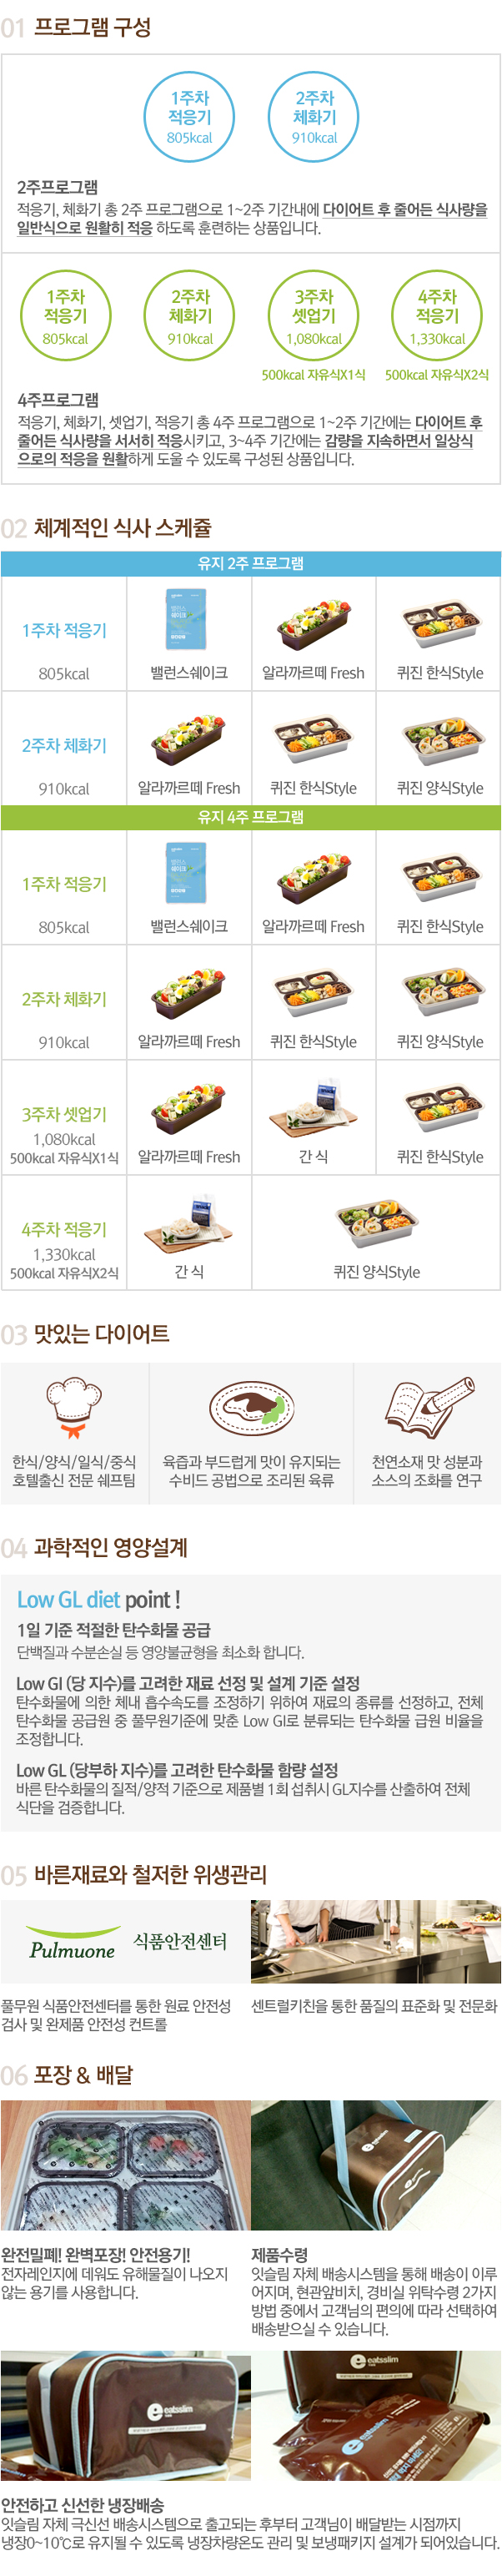 01 프로그램 구성
1주차
적응기
805kcal
2주차
체화기
910kcal
2주프로그램
적응기, 체화기 총 2주 프로그램으로 1~2주 기간내에 다이어트 후 줄어든 식사량을
일반식으로 원활히 적응 하도록 훈련하는 상품입니다.
1주차
적응기
805kcal
2주차
체화기
910kcal
3주차
셋업기
1,080kcal
500kcal 자유식X1식
4주차
적응기
1,330kcal
500kcal 자유식X2식
4주프로그램
적응기, 체화기, 셋업기, 적응기 총 4주 프로그램으로 1~2주 기간에는 다이어트 후
줄어든 식사량을 서서히 적응시키고, 3~4주 기간에는 감량을 지속하면서 일상식
으로의 적응을 원활하게 도울 수 있도록 구성된 상품입니다.
02 체계적인 식사 스케쥴
유지 2주 프로그램
1주차 적응기
805kcal
밸런스쉐이크
알라까르떼 Fresh
퀴진 한식Style
2주차 체화기
910kcal
알라까르떼 Fresh
퀴진 한식Style
퀴진 양식Style
유지 4주 프로그램
1주차 적응기
805kcal
밸런스쉐이크
알라까르떼 Fresh
퀴진 한식Style
2주차 체화기
910kcal
알라까르떼 Fresh
퀴진 한식Style
퀴진 양식Style
3주차 셋업기
1,080kcal
500kcal 자유식X1식
알라까르떼 Fresh
간 식
퀴진 한식Style
4주차 적응기
1,330kcal
500kcal 자유식X2식
간 식
퀴진 양식Style
03 맛있는 다이어트
한식/양식/일식/중식
호텔출신 전문 쉐프팀
육즙과 부드럽게 맛이 유지되는
수비드 공법으로 조리된 육류
천연소재 맛 성분과
소스의 조화를 연구
04 과학적인 영양설계
Low GL diet point !
1일 기준 적절한 탄수화물 공급
단백질과 수분손실 등 영양불균형을 최소화 합니다.
Low GI (당 지수)를 고려한 재료 선정 및 설계 기준 설정
탄수화물에 의한 체내 흡수속도를 조정하기 위하여 재료의 종류를 선정하고, 전체
탄수화물 공급원 중 풀무원기준에 맞춘 Low GI로 분류되는 탄수화물 급원 비율을
조정합니다.
Low GL (당부하 지수)를 고려한 탄수화물 함량 설정
바른 탄수화물의 질적/양적 기준으로 제품별 1회 섭취시 GL지수를 산출하여 전체
식단을 검증합니다.
05 바른재료와 철저한 위생관리
Pulmuone 식품안전센터
풀무원 식품안전센터를 통한 원료 안전성
검사 및 완제품 안전성 컨트롤
센트럴키친을 통한 품질의 표준화 및 전문화
06 포장 & 배달
완전밀폐! 완벽포장! 안전용기!
전자레인지에 데워도 유해물질이 나오지
않는 용기를 사용합니다.
제품수령
잇슬림 자체 배송시스템을 통해 배송이 이루
어지며, 현관앞비치, 경비실 위탁수령 2가지
방법 중에서 고객님의 편의에 따라 선택하여
배송받으실 수 있습니다.
eatsslim
eatsslim
안전하고 신선한 냉장배송
잇슬림 자체 극신선 배송시스템으로 출고되는 후부터 고객님이 배달받는 시점까지
냉장0~10℃로 유지될 수 있도록 냉장차량온도 관리 및 보냉패키지 설계가 되어있습니다.